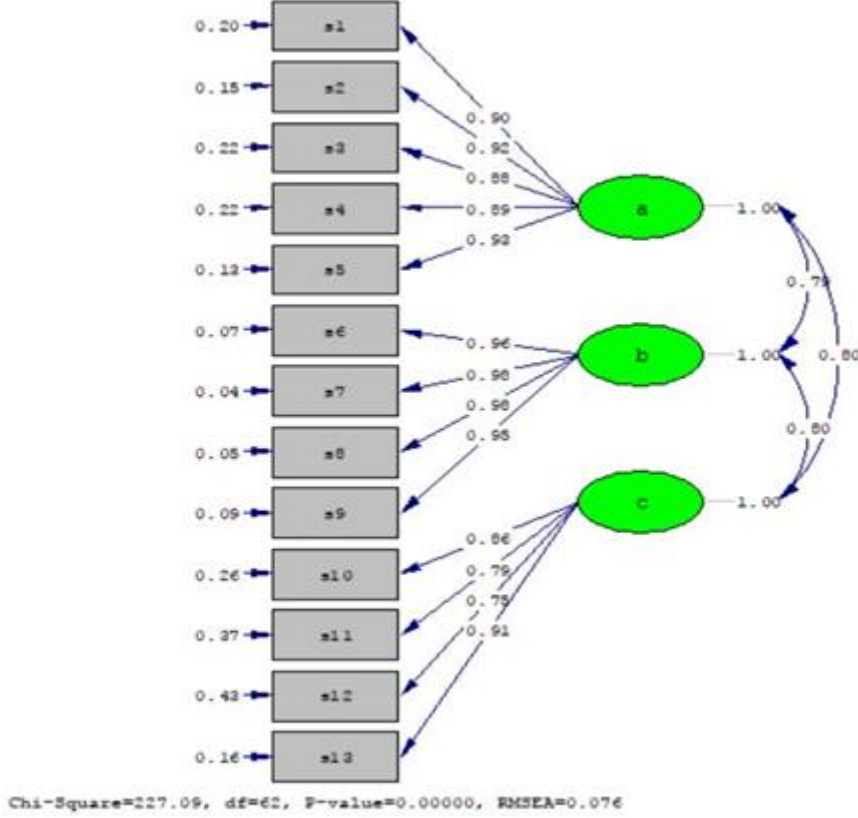 0.20 s1
0.90
0.15 s2
0.92
0.22 s3
0.88
0.22 s4
0.89
a 1.00
0.13 s5
0.93
0.79
0.07 s6
0.96
b 1.00
0.80
0.04 s7
0.98
0.05 s8
0.98
0.80
0.09 s9
0.95
c 1.00
0.26 s10
0.86
0.79
0.37 s11
0.75
0.91
0.43 s12
0.16 s13
Chi-Square=227.09, df=62, P-value=0.00000, RMSEA=0.076